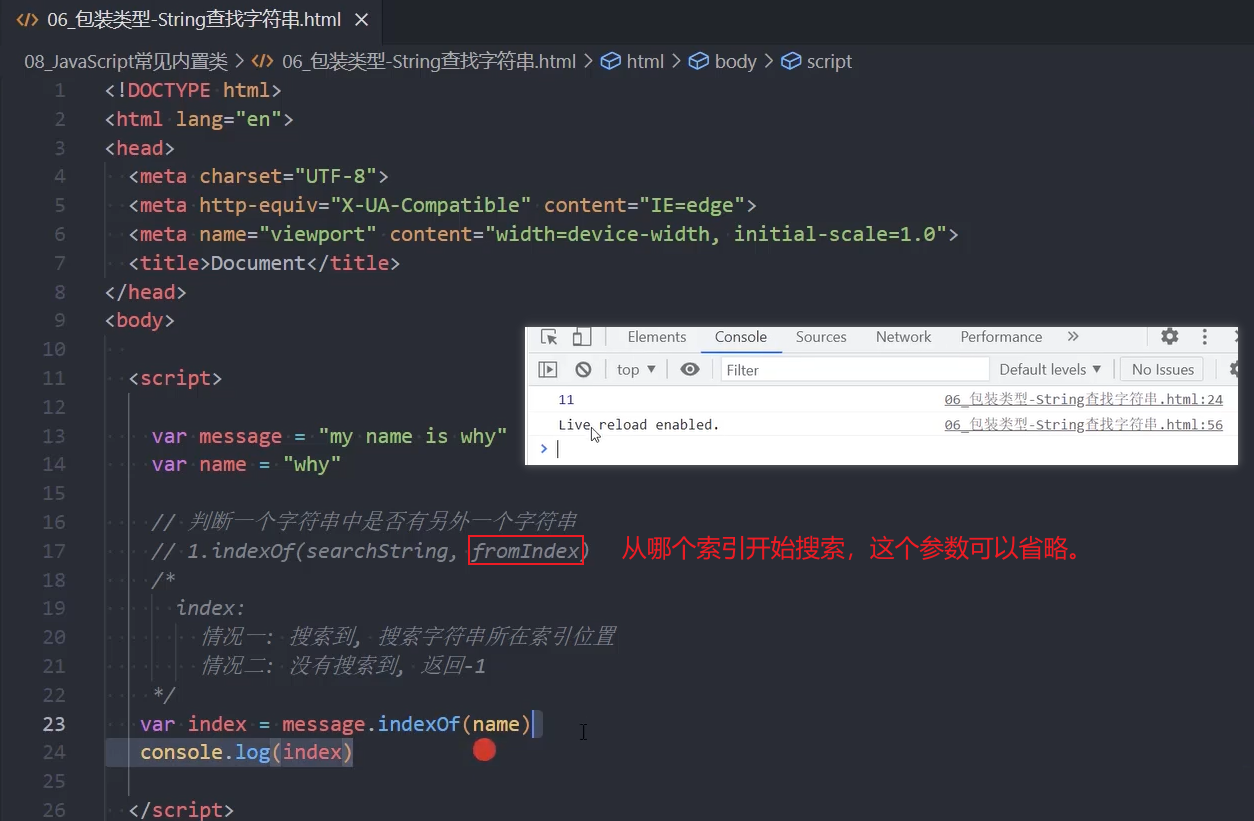 06_包装类型-String查找字符串.html
08_JavaScript常见内置类 > 06_包装类型-String查找字符串.html > html > body > script
1 <!DOCTYPE html>
2 <html lang="en">
3 <head>
4 <meta charset="UTF-8">
5 <meta http-equiv="X-UA-Compatible" content="IE=edge">
6 <meta name="viewport" content="width=device-width, initial-scale=1.0">
7 <title>Document</title>
8 </head>
9 <body>
10
11 <script>
12
13 var message = "my name is why"
14 var name = "why"
15
16 // 判断一个字符串中是否有另外一个字符串
17 // 1.indexOf(searchString, fromIndex)
从哪个索引开始搜索，这个参数可以省略。
18 /*
19 index:
20 情况一: 搜索到, 搜索字符串所在索引位置
21 情况二: 没有搜索到, 返回-1
22 */
23 var index = message.indexOf(name)
24 console.log(index)
25
26 </script>
Elements Console Sources Network Performance »
top ▼ Filter Default levels ▼ No Issues
11 06_包装类型-String查找字符串.html:24
Live reload enabled. 06_包装类型-String查找字符串.html:56
>